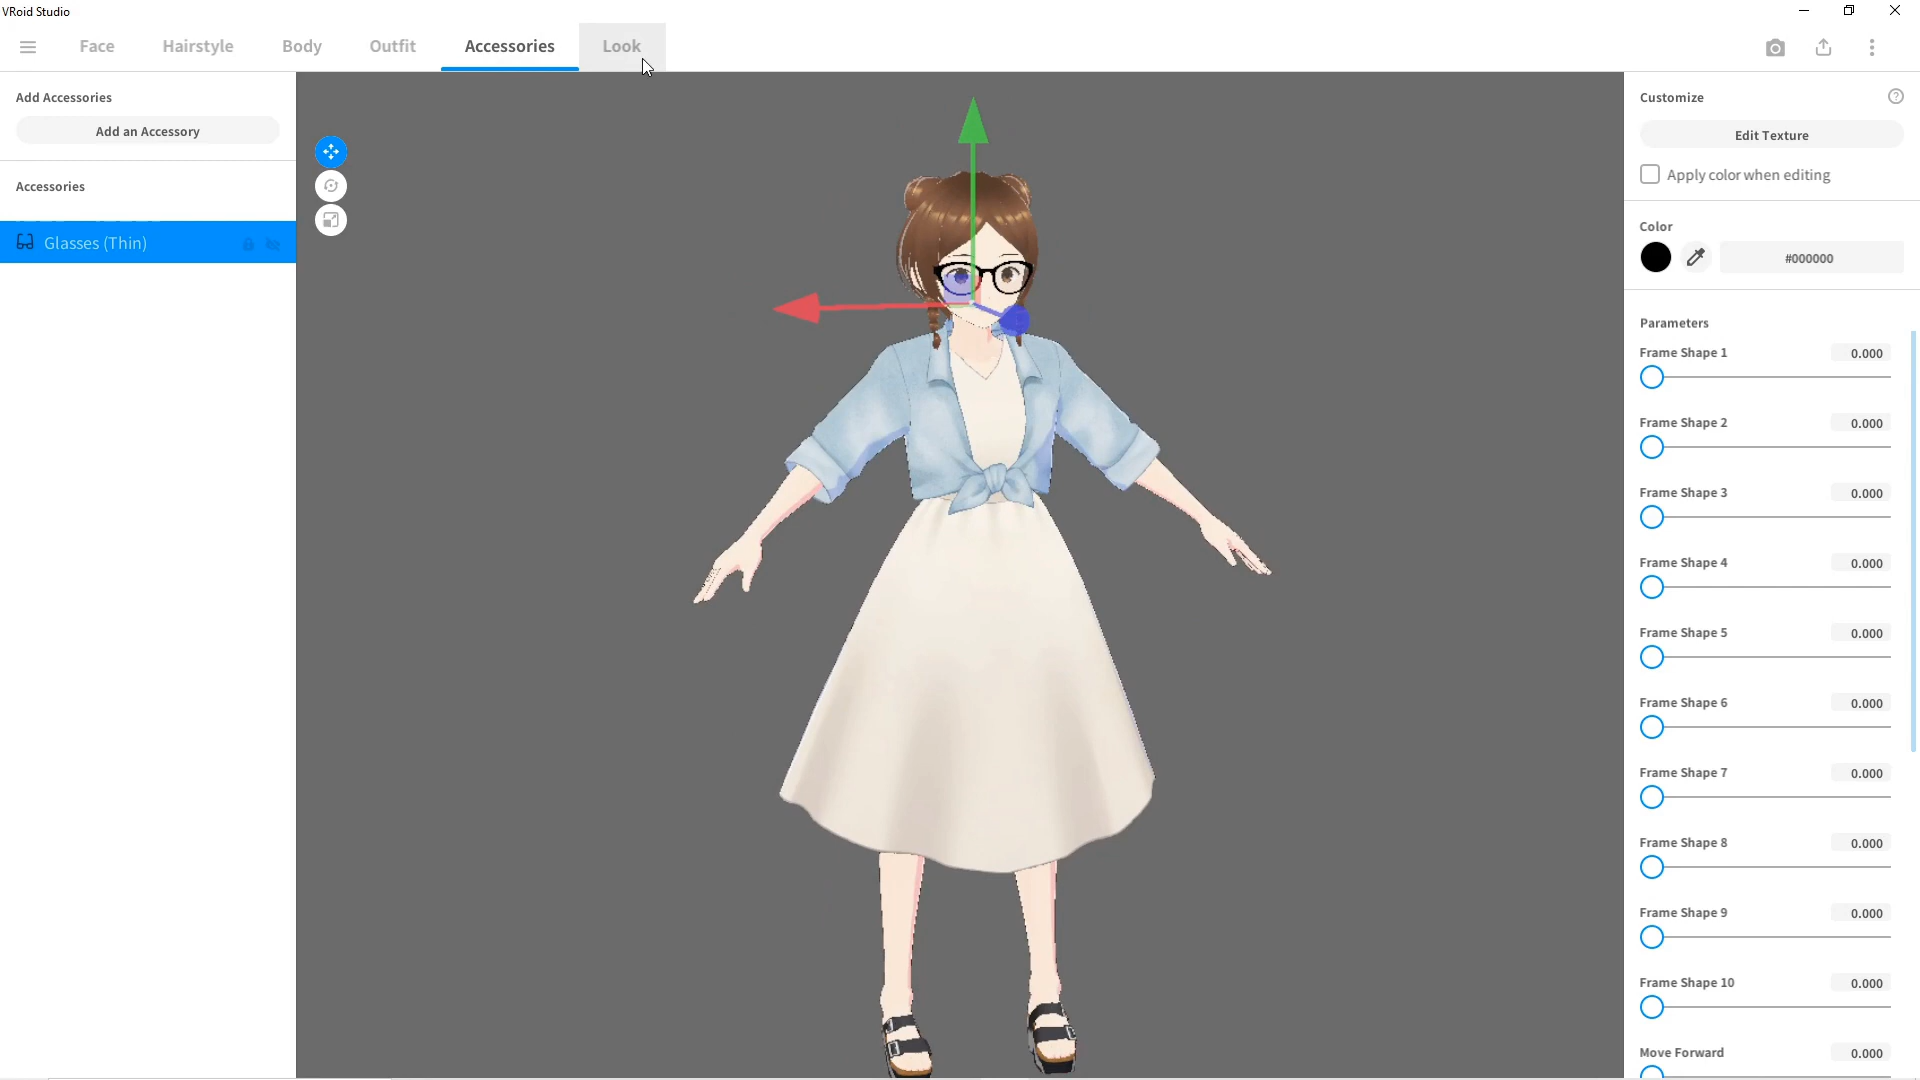 VRoid Studio
Face
Hairstyle
Body
Outfit
Accessories
Look
Add Accessories
Add an Accessory
Accessories
Glasses (Thin)
Customize
?
Edit Texture
Apply color when editing
Color
#000000
Parameters
Frame Shape 1 0.000
Frame Shape 2 0.000
Frame Shape 3 0.000
Frame Shape 4 0.000
Frame Shape 5 0.000
Frame Shape 6 0.000
Frame Shape 7 0.000
Frame Shape 8 0.000
Frame Shape 9 0.000
Frame Shape 10 0.000
Move Forward 0.000